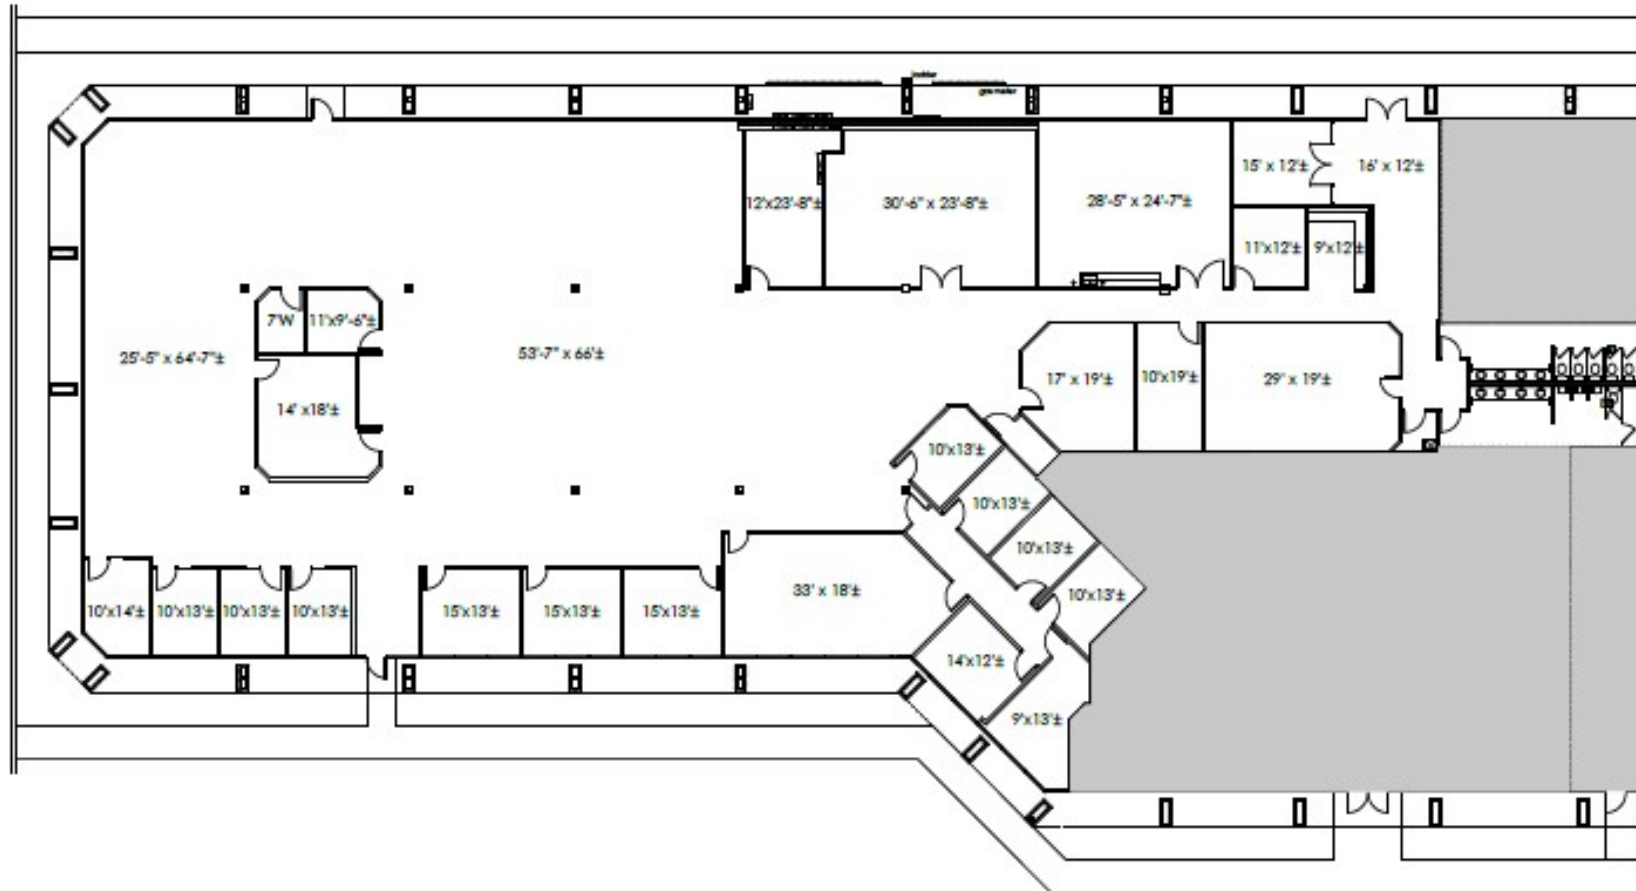 gas meter
15' x 12'±
16' x 12'±
12'x23'-8"±
30'-6" x 23'-8"±
28'-5" x 24'-7"±
11'x12'±
9'x12'±
7'W
11'x9'-6"±
25'-5" x 64'-7"±
53'-7" x 66'±
17' x 19'±
10'x19'±
29' x 19'±
14' x18'±
10'x13'±
10'x13'±
10'x13'±
10'x13'±
10'x14'±
10'x13'±
10'x13'±
10'x13'±
15'x13'±
15'x13'±
15'x13'±
33' x 18'±
14'x12'±
9'x13'±